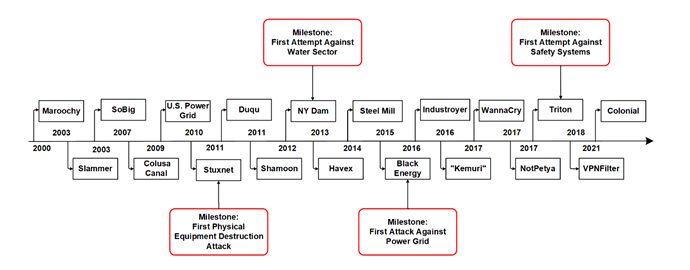 Milestone:
First Attempt Against
Water Sector
Milestone:
First Attempt Against
Safety Systems
Maroochy
SoBig
U.S. Power
Grid
Duqu
NY Dam
Steel Mill
Industroyer
WannaCry
Triton
Colonial
2003 2007 2010 2011 2013 2015 2016 2017 2018
2000 2003 2009 2011 2012 2014 2016 2017 2017 2021
Slammer
Colusa
Canal
Stuxnet
Shamoon
Havex
Black
Energy
"Kemuri"
NotPetya
VPNFilter
Milestone:
First Physical
Equipment Destruction
Attack
Milestone:
First Attack Against
Power Grid